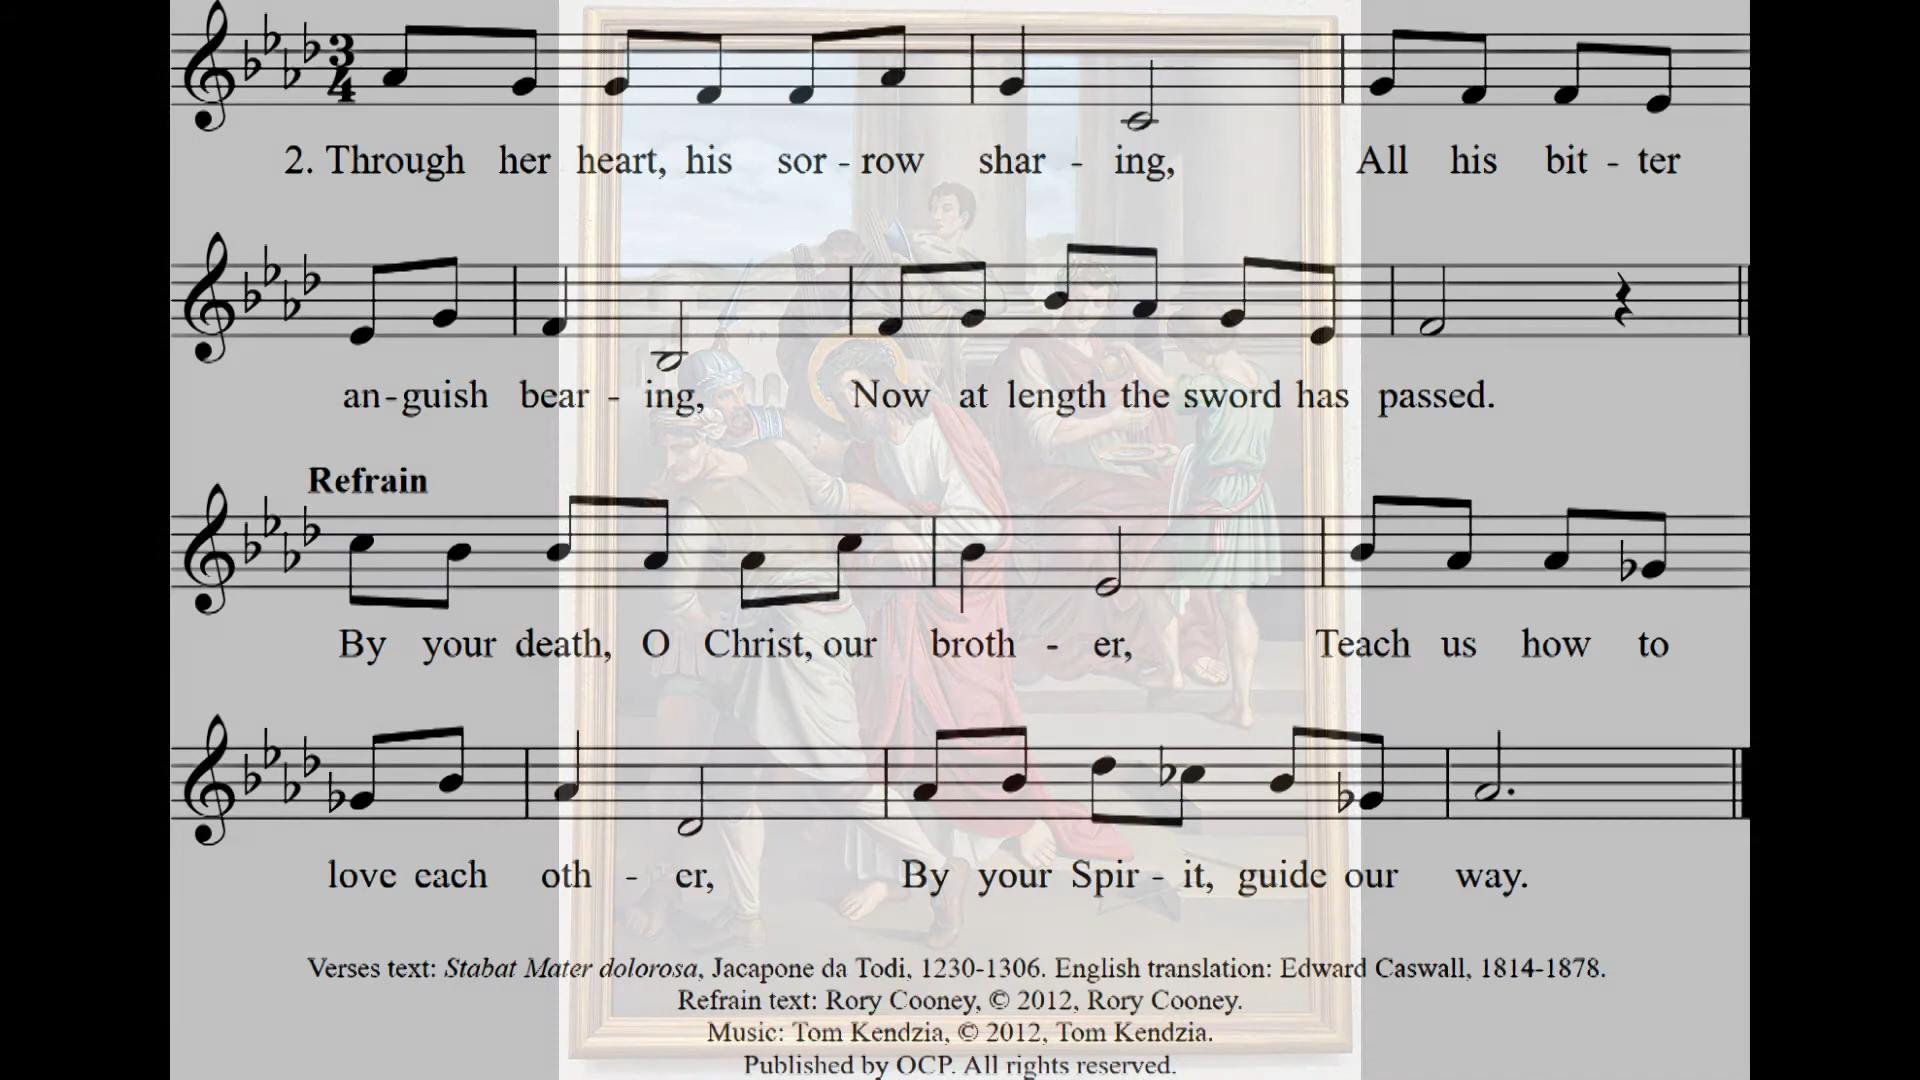 2. Through her heart, his sor - row shar - ing, All his bit - ter
an - guish bear - ing, Now at length the sword has passed.
Refrain
By your death, O Christ, our broth - er, Teach us how to
love each oth - er, By your Spir - it, guide our way.
Verses text: Stabat Mater dolorosa, Jacapone da Todi, 1230-1306. English translation: Edward Caswall, 1814-1878.
Refrain text: Rory Cooney, © 2012, Rory Cooney.
Music: Tom Kendzia, © 2012, Tom Kendzia.
Published by OCP. All rights reserved.